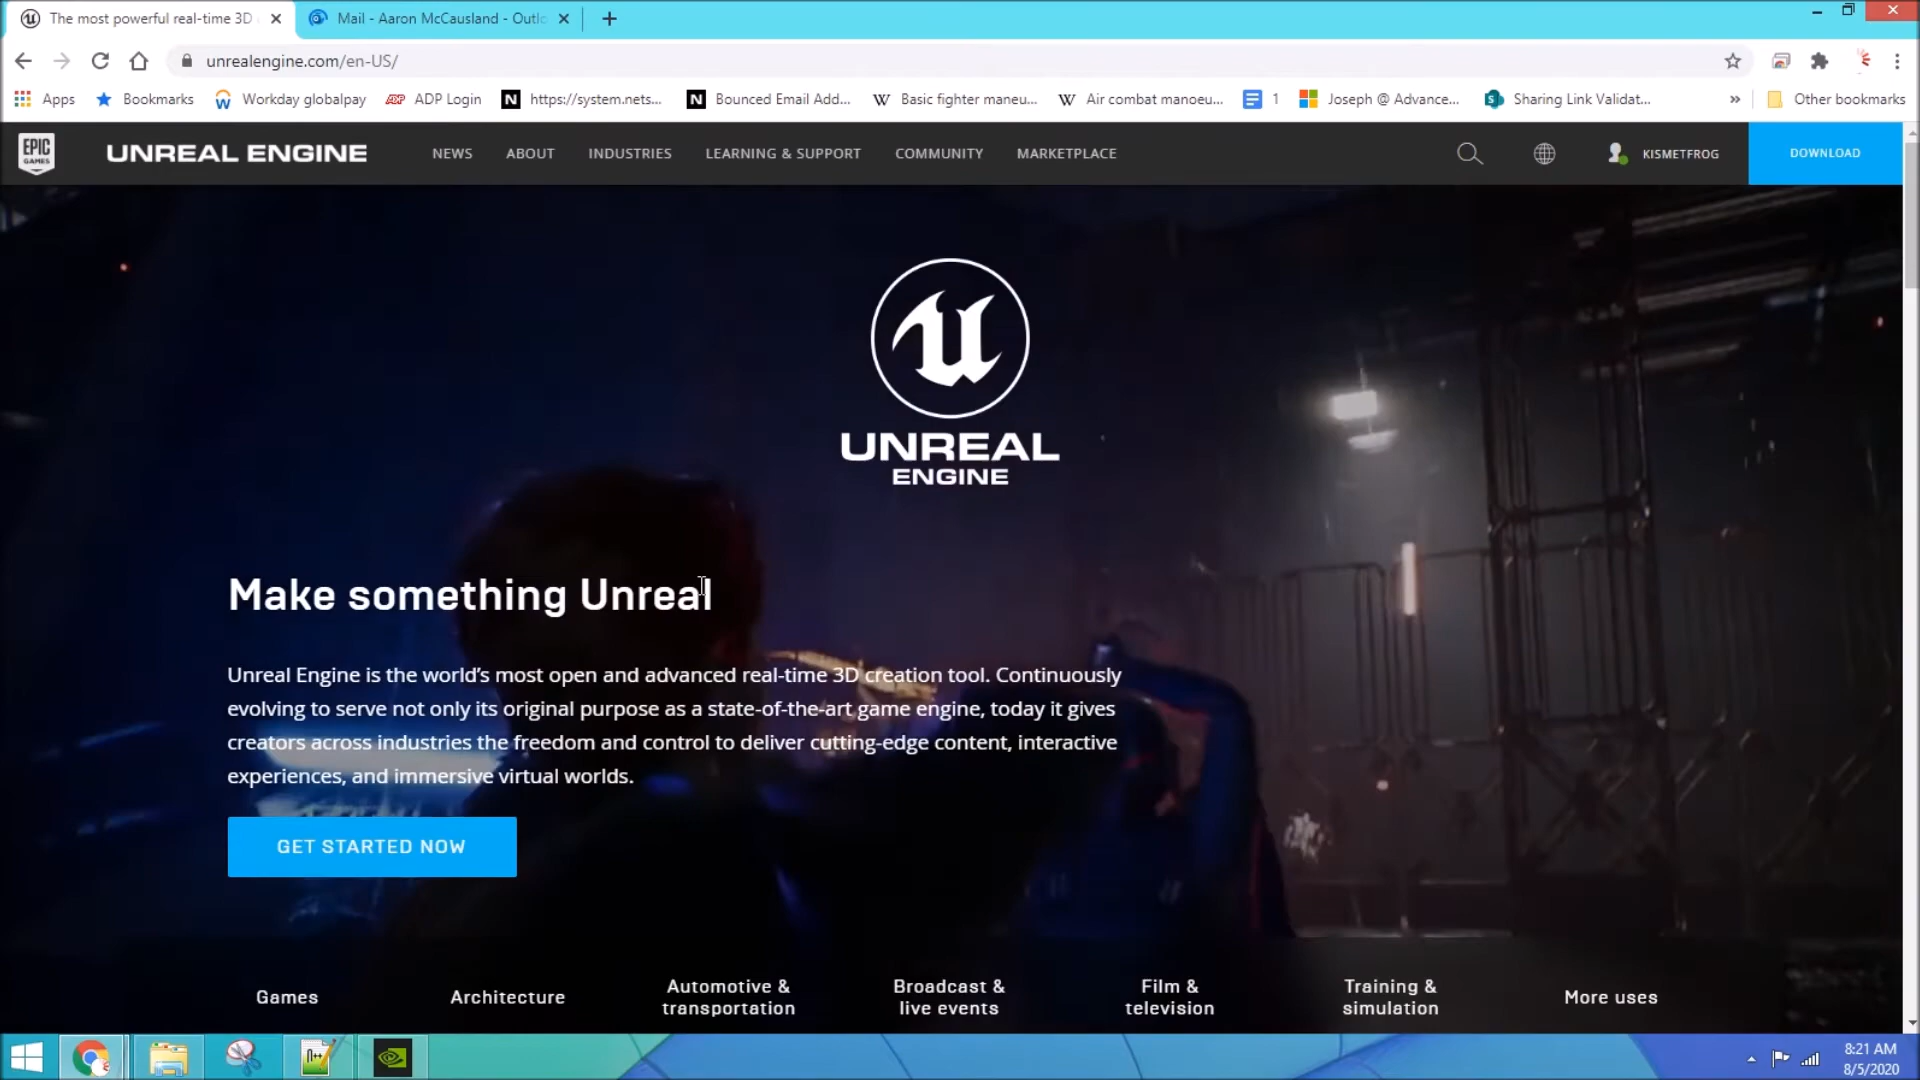 The most powerful real-time 3D
Mail - Aaron McCausland - Outlo
unrealengine.com/en-US/
Apps
Bookmarks
Workday globalpay
ADP Login
https://system.nets...
Bounced Email Add...
Basic fighter maneu...
Air combat manoeu...
1
Joseph @ Advance...
Sharing Link Validat...
»
Other bookmarks
EPIC
GAMES
UNREAL ENGINE
NEWS
ABOUT
INDUSTRIES
LEARNING & SUPPORT
COMMUNITY
MARKETPLACE
KISMETFROG
DOWNLOAD
UNREAL
ENGINE
Make something Unreal
Unreal Engine is the world’s most open and advanced real-time 3D creation tool. Continuously
evolving to serve not only its original purpose as a state-of-the-art game engine, today it gives
creators across industries the freedom and control to deliver cutting-edge content, interactive
experiences, and immersive virtual worlds.
GET STARTED NOW
Games
Architecture
Automotive &
transportation
Broadcast &
live events
Film &
television
Training &
simulation
More uses
8:21 AM
8/5/2020